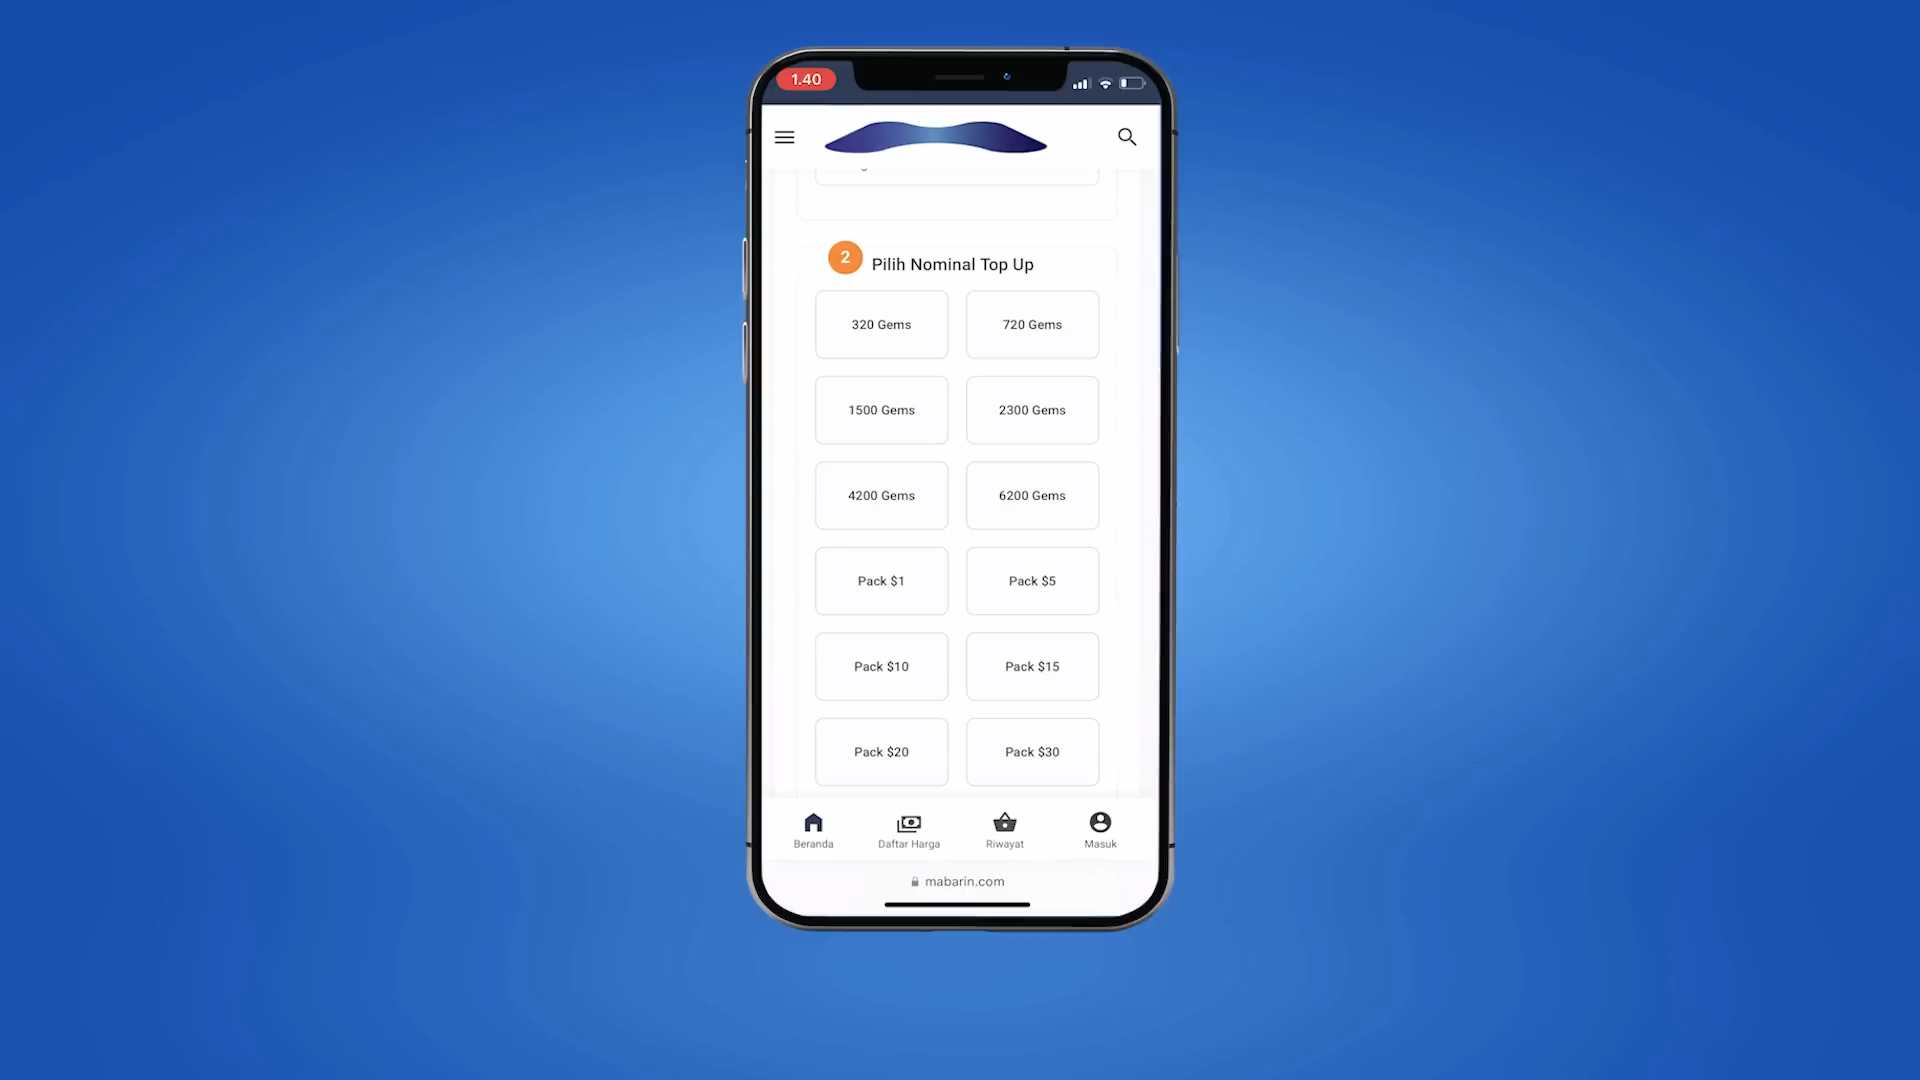 1.40
2
Pilih Nominal Top Up
320 Gems
720 Gems
1500 Gems
2300 Gems
4200 Gems
6200 Gems
Pack $1
Pack $5
Pack $10
Pack $15
Pack $20
Pack $30
Beranda
Daftar Harga
Riwayat
Masuk
mabarin.com